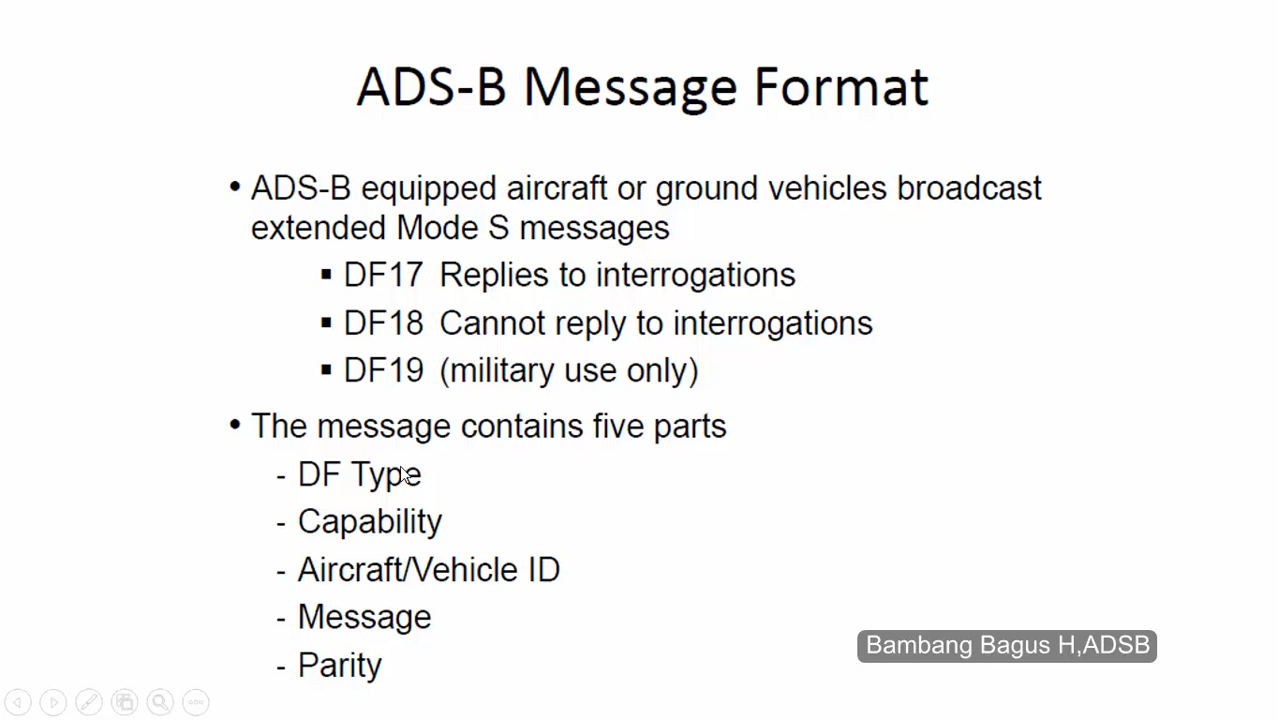 ADS-B Message Format
• ADS-B equipped aircraft or ground vehicles broadcast
extended Mode S messages
▪ DF17 Replies to interrogations
▪ DF18 Cannot reply to interrogations
▪ DF19 (military use only)
• The message contains five parts
- DF Type
- Capability
- Aircraft/Vehicle ID
- Message
- Parity
Bambang Bagus H,ADSB